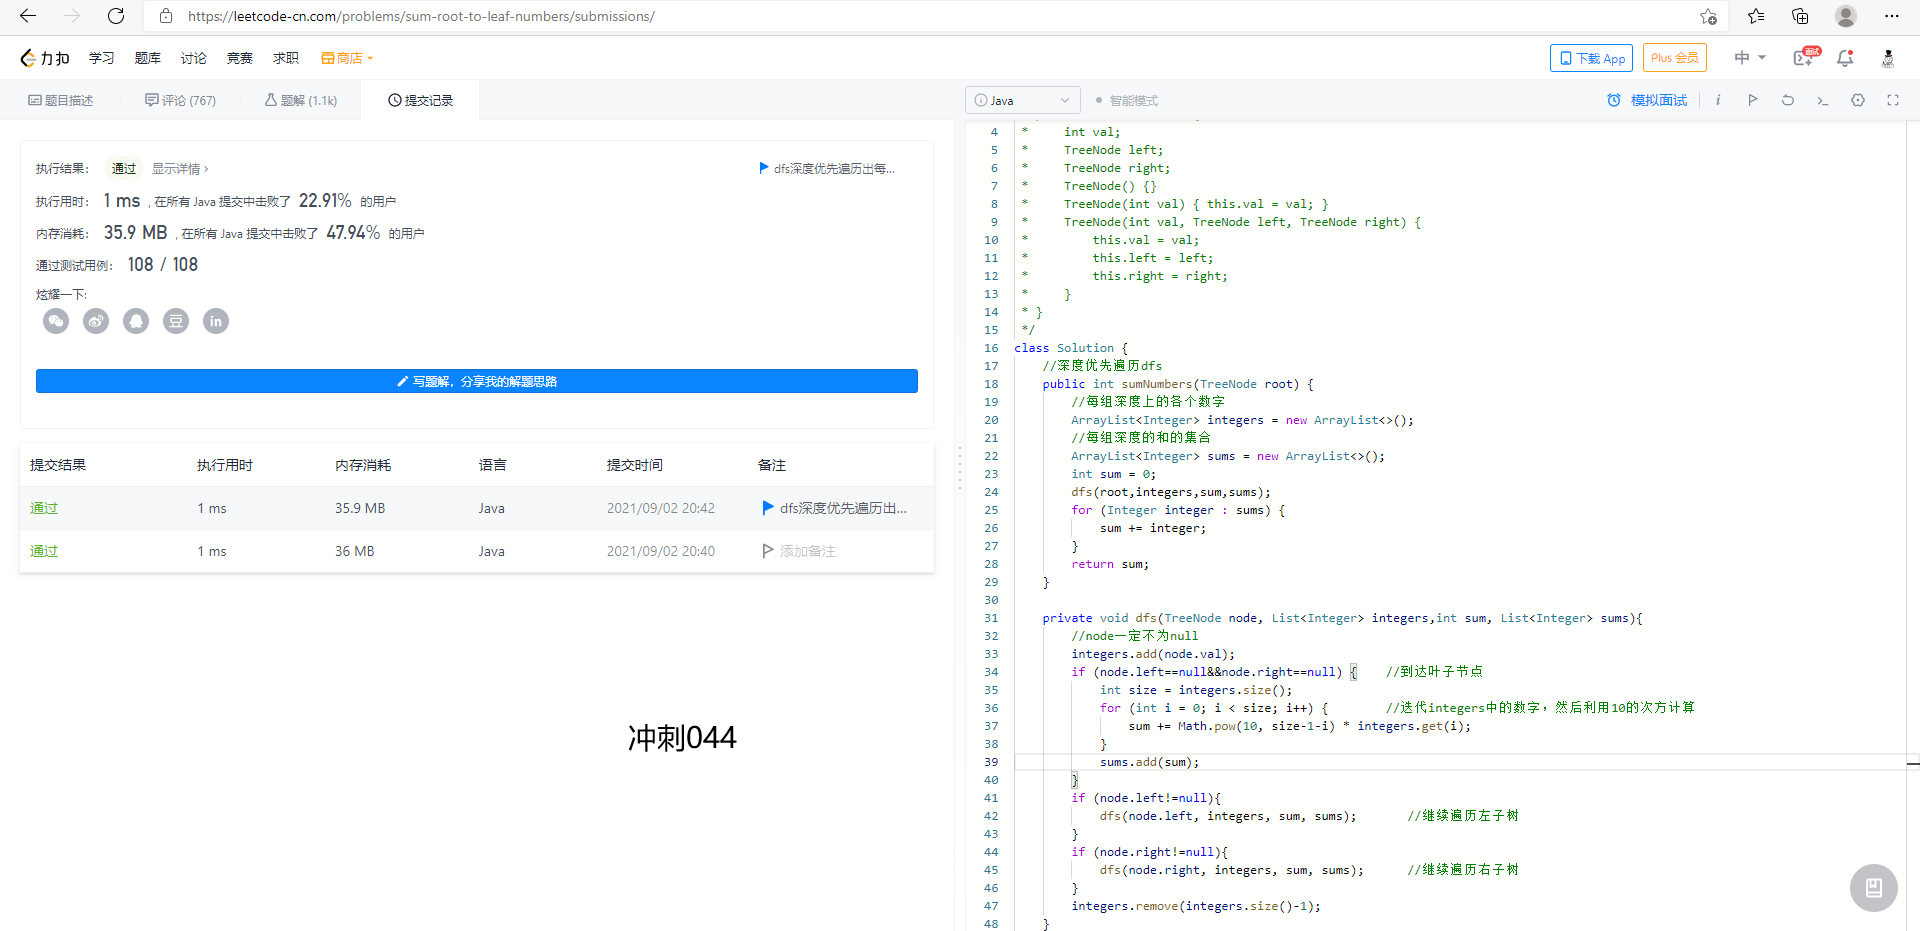 https://leetcode-cn.com/problems/sum-root-to-leaf-numbers/submissions/
力扣 学习 题库 讨论 竞赛 求职 商店 下载 App Plus 会员 中 面试
题目描述 评论 (767) 题解 (1.1k) 提交记录 Java 智能模式 模拟面试
执行结果： 通过 显示详情 › dfs深度优先遍历出每...
执行用时： 1 ms , 在所有 Java 提交中击败了 22.91% 的用户
内存消耗： 35.9 MB , 在所有 Java 提交中击败了 47.94% 的用户
通过测试用例： 108 / 108
炫耀一下:
豆 in
写题解，分享我的解题思路
提交结果 执行用时 内存消耗 语言 提交时间 备注
通过 1 ms 35.9 MB Java 2021/09/02 20:42 dfs深度优先遍历出...
通过 1 ms 36 MB Java 2021/09/02 20:40 添加备注
冲刺044
4 * int val;
5 * TreeNode left;
6 * TreeNode right;
7 * TreeNode() {}
8 * TreeNode(int val) { this.val = val; }
9 * TreeNode(int val, TreeNode left, TreeNode right) {
10 * this.val = val;
11 * this.left = left;
12 * this.right = right;
13 * }
14 * }
15 */
16 class Solution {
17 //深度优先遍历dfs
18 public int sumNumbers(TreeNode root) {
19 //每组深度上的各个数字
20 ArrayList<Integer> integers = new ArrayList<>();
21 //每组深度的和的集合
22 ArrayList<Integer> sums = new ArrayList<>();
23 int sum = 0;
24 dfs(root,integers,sum,sums);
25 for (Integer integer : sums) {
26 sum += integer;
27 }
28 return sum;
29 }
30
31 private void dfs(TreeNode node, List<Integer> integers,int sum, List<Integer> sums){
32 //node一定不为null
33 integers.add(node.val);
34 if (node.left==null&&node.right==null) { //到达叶子节点
35 int size = integers.size();
36 for (int i = 0; i < size; i++) { //迭代integers中的数字，然后利用10的次方计算
37 sum += Math.pow(10, size-1-i) * integers.get(i);
38 }
39 sums.add(sum);
40 }
41 if (node.left!=null){
42 dfs(node.left, integers, sum, sums); //继续遍历左子树
43 }
44 if (node.right!=null){
45 dfs(node.right, integers, sum, sums); //继续遍历右子树
46 }
47 integers.remove(integers.size()-1);
48 }